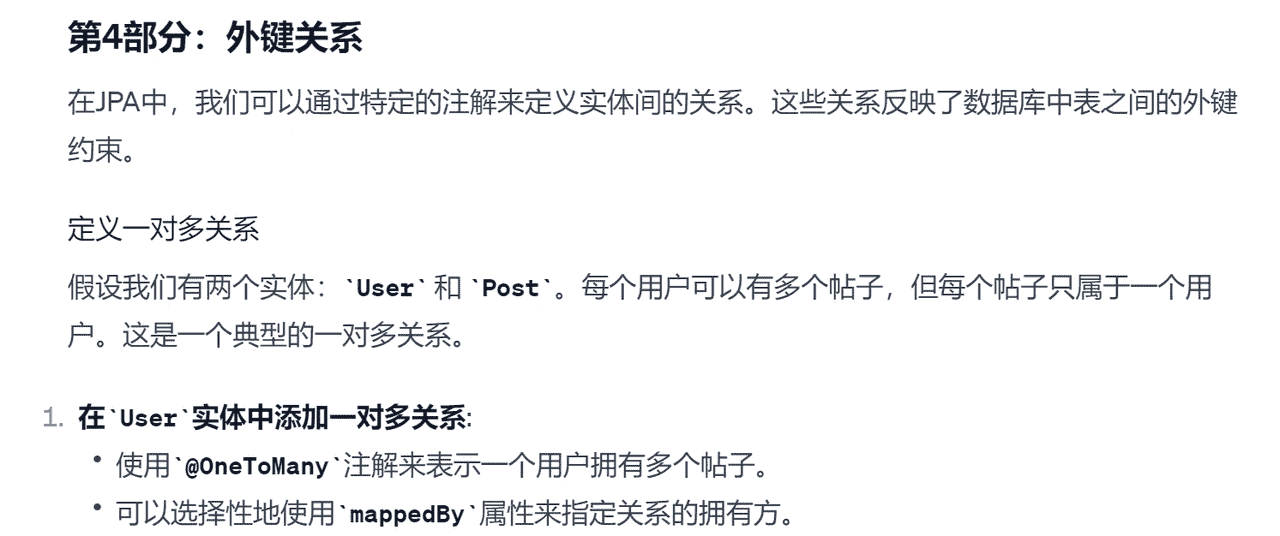 第4部分：外键关系
在JPA中，我们可以通过特定的注解来定义实体间的关系。这些关系反映了数据库中表之间的外键
约束。
定义一对多关系
假设我们有两个实体：`User` 和 `Post`。每个用户可以有多个帖子，但每个帖子只属于一个用
户。这是一个典型的一对多关系。
1. 在`User`实体中添加一对多关系:
• 使用`@OneToMany`注解来表示一个用户拥有多个帖子。
• 可以选择性地使用`mappedBy`属性来指定关系的拥有方。